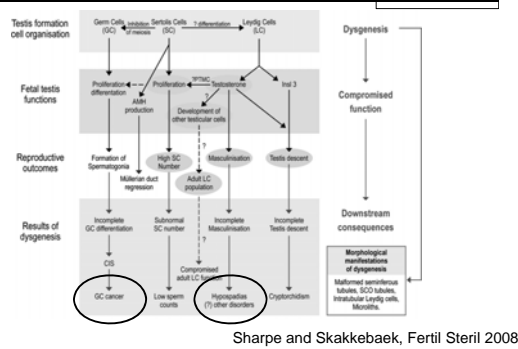 Testis formation
cell organisation
Germ Cells
(GC)
Inhibition
of meiosis
Sertoli Cells
(SC)
? differentiation
Leydig Cells
(LC)
Dysgenesis
Fetal testis
functions
Proliferation
differentation
Proliferation
?PTMC
Testosterone
Insl 3
AMH
production
?
Development of
other testicular cells
Compromised
function
?
Reproductive
outcomes
Formation of
Spermatogonia
High SC
Number
Masculinisation
Testis descent
Müllerian duct
regression
Adult LC
population
Downstream
consequences
Results of
dysgenesis
Incomplete
GC differentiation
Subnormal
SC number
Incomplete
Masculinisation
Incomplete
Testis descent
?
CIS
Compromised
adult LC function
GC cancer
Low sperm
counts
Hypospadias
(?) other disorders
Cryptorchidism
Morphological
manifestations
of dysgenesis
Malformed seminiferous
tubules, SCO tubules,
Intratubular Leydig cells,
Microliths.
Sharpe and Skakkebaek, Fertil Steril 2008